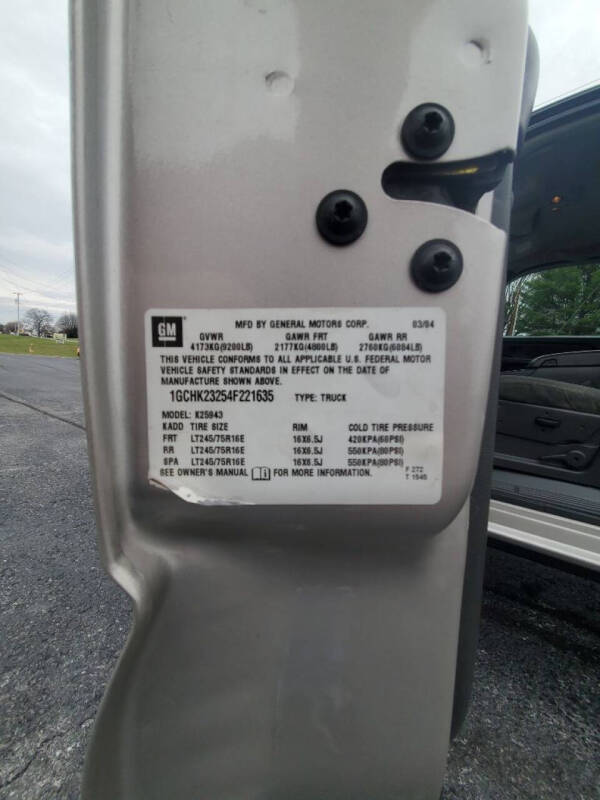 GM
MFD BY GENERAL MOTORS CORP. 03/04
GVWR GAWR FRT GAWR RR
4173KG(9200LB) 2177KG(4800LB) 2760KG(6084LB)
THIS VEHICLE CONFORMS TO ALL APPLICABLE U.S. FEDERAL MOTOR
VEHICLE SAFETY STANDARDS IN EFFECT ON THE DATE OF
MANUFACTURE SHOWN ABOVE.
1GCHK23254F221635 TYPE: TRUCK
MODEL: K25943
KADD TIRE SIZE RIM COLD TIRE PRESSURE
FRT LT245/75R16E 16X6.5J 420KPA(60PSI)
RR LT245/75R16E 16X6.5J 550KPA(80PSI)
SPA LT245/75R16E 16X6.5J 550KPA(80PSI)
SEE OWNER'S MANUAL FOR MORE INFORMATION.
F 272
T 1545